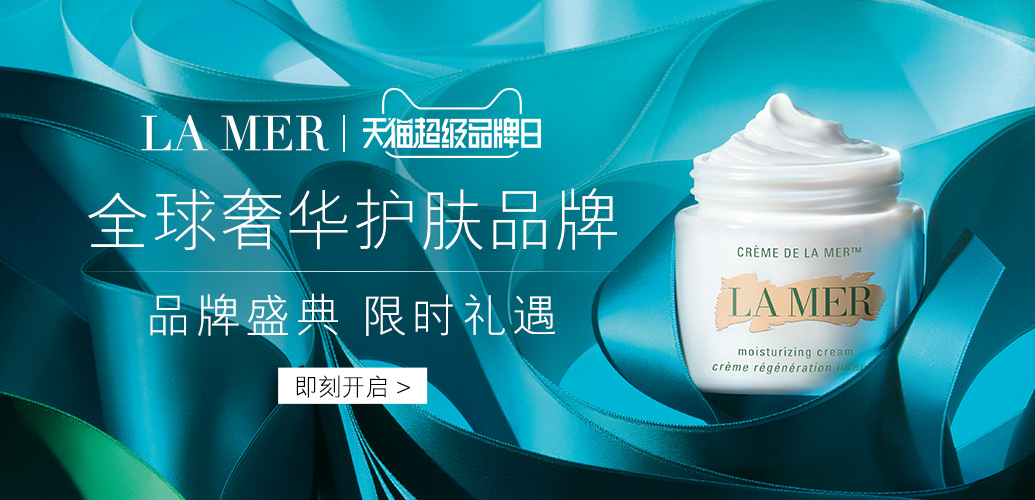 LA MER | 天猫超级品牌日
全球奢华护肤品牌
品牌盛典 限时礼遇
即刻开启 >
CRÈME DE LA MER™
LA MER
moisturizing cream
crème régénération